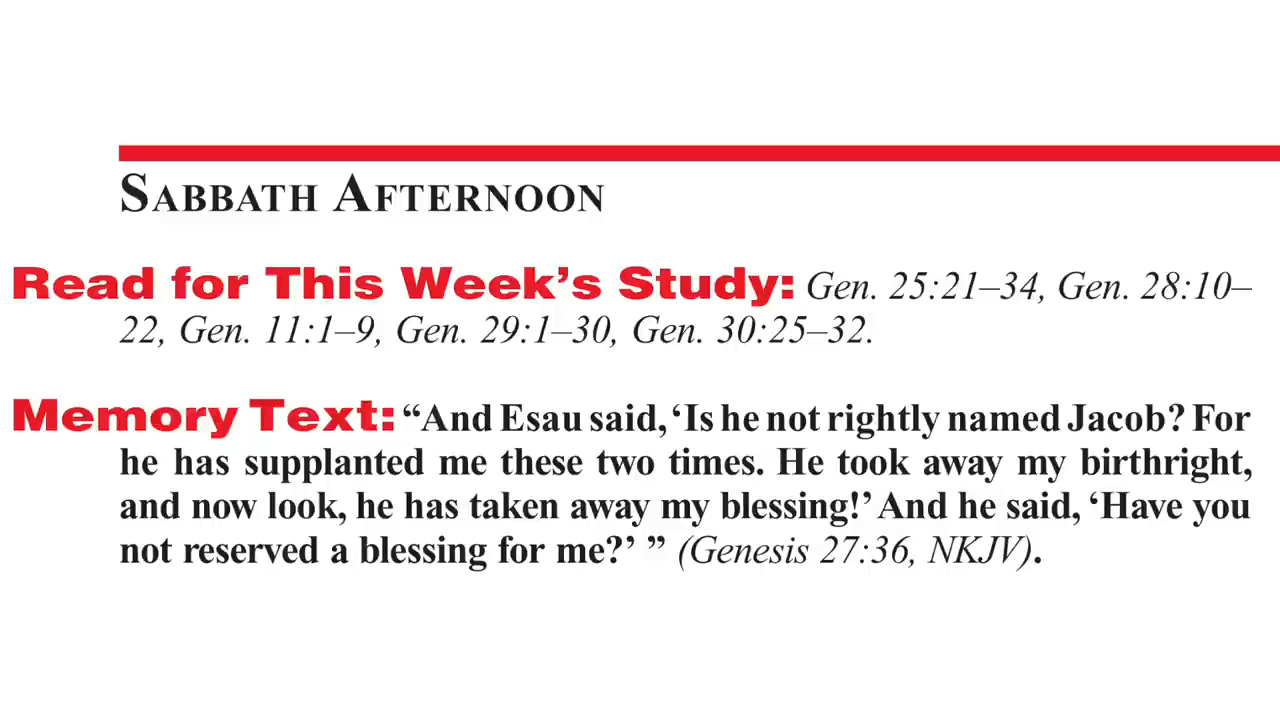 SABBATH AFTERNOON
Read for This Week’s Study: Gen. 25:21–34, Gen. 28:10–
22, Gen. 11:1–9, Gen. 29:1–30, Gen. 30:25–32.
Memory Text: “And Esau said, ‘Is he not rightly named Jacob? For
he has supplanted me these two times. He took away my birthright,
and now look, he has taken away my blessing!’ And he said, ‘Have you
not reserved a blessing for me?’ ” (Genesis 27:36, NKJV).